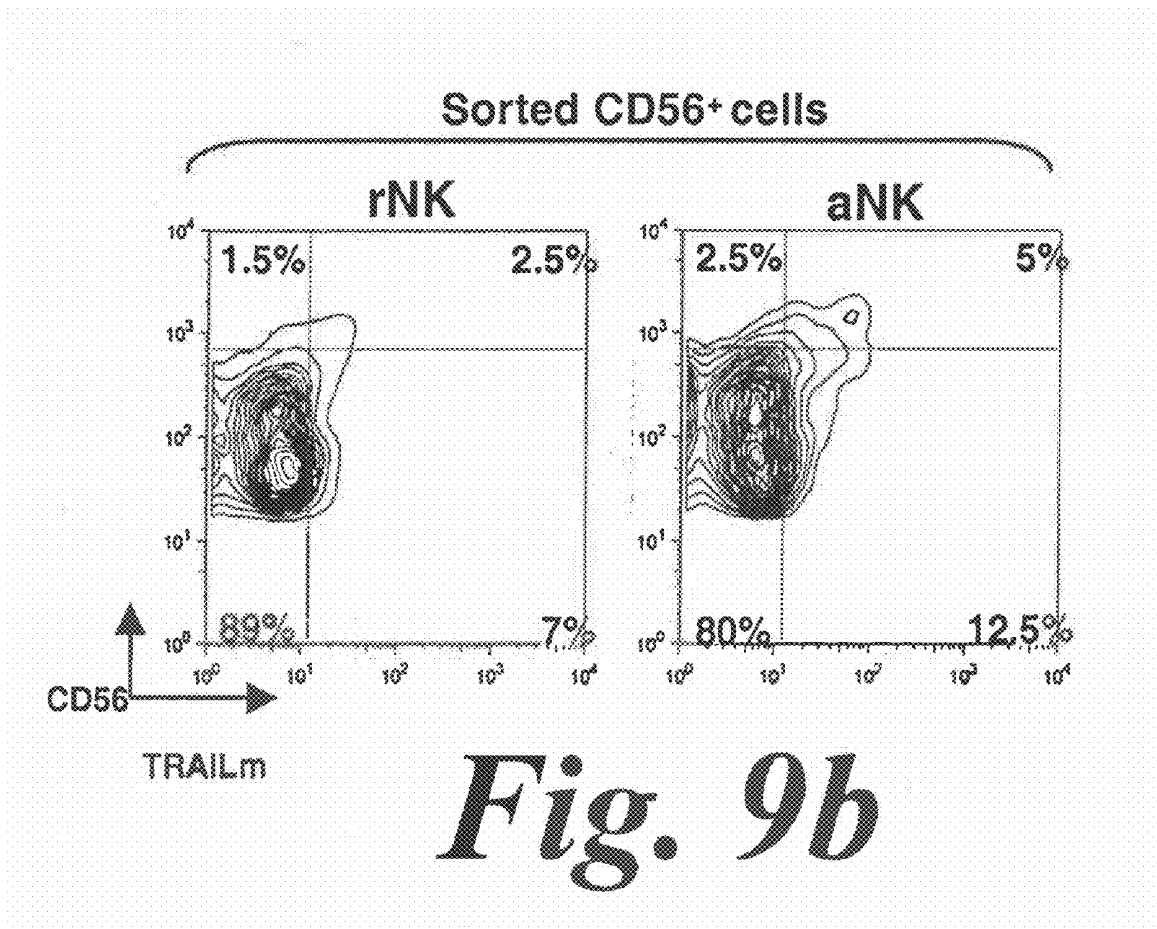 Sorted CD56⁺ cells
rNK
aNK
10⁴
1.5%
2.5%
10³
10²
10¹
10⁰
89%
7%
10⁰ 10¹ 10² 10³ 10⁴
10⁴
2.5%
5%
10³
10²
10¹
10⁰
80%
12.5%
10⁰ 10¹ 10² 10³ 10⁴
CD56
TRAILm
Fig. 9b